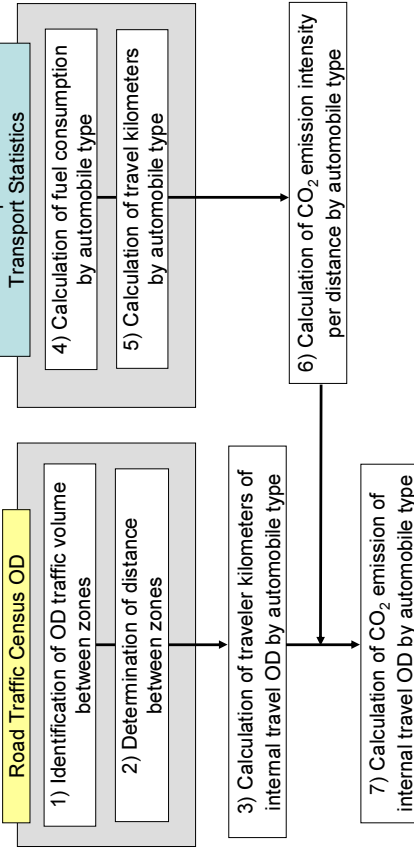 Road Traffic Census OD
1) Identification of OD traffic volume
between zones
2) Determination of distance
between zones
3) Calculation of traveler kilometers of
internal travel OD by automobile type
Transport Statistics
4) Calculation of fuel consumption
by automobile type
5) Calculation of travel kilometers
by automobile type
6) Calculation of CO₂ emission intensity
per distance by automobile type
7) Calculation of CO₂ emission of
internal travel OD by automobile type